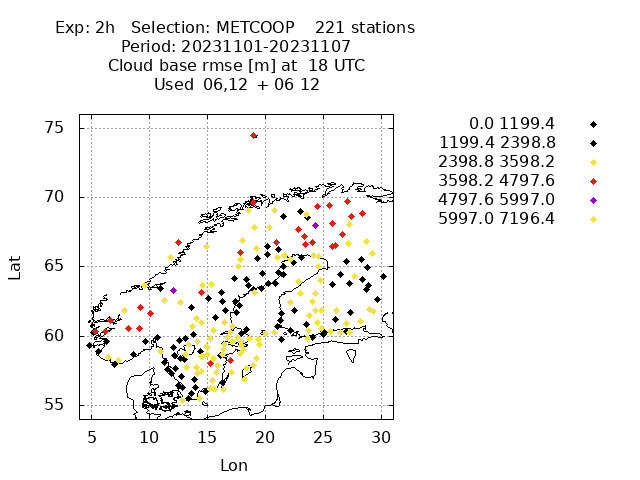 Exp: 2h   Selection: METCOOP    221 stations
Period: 20231101-20231107
Cloud base rmse [m] at  18 UTC
Used  06,12  + 06 12
0.0 1199.4
1199.4 2398.8
2398.8 3598.2
3598.2 4797.6
4797.6 5997.0
5997.0 7196.4
75
70
65
60
55
Lat
5 10 15 20 25 30
Lon